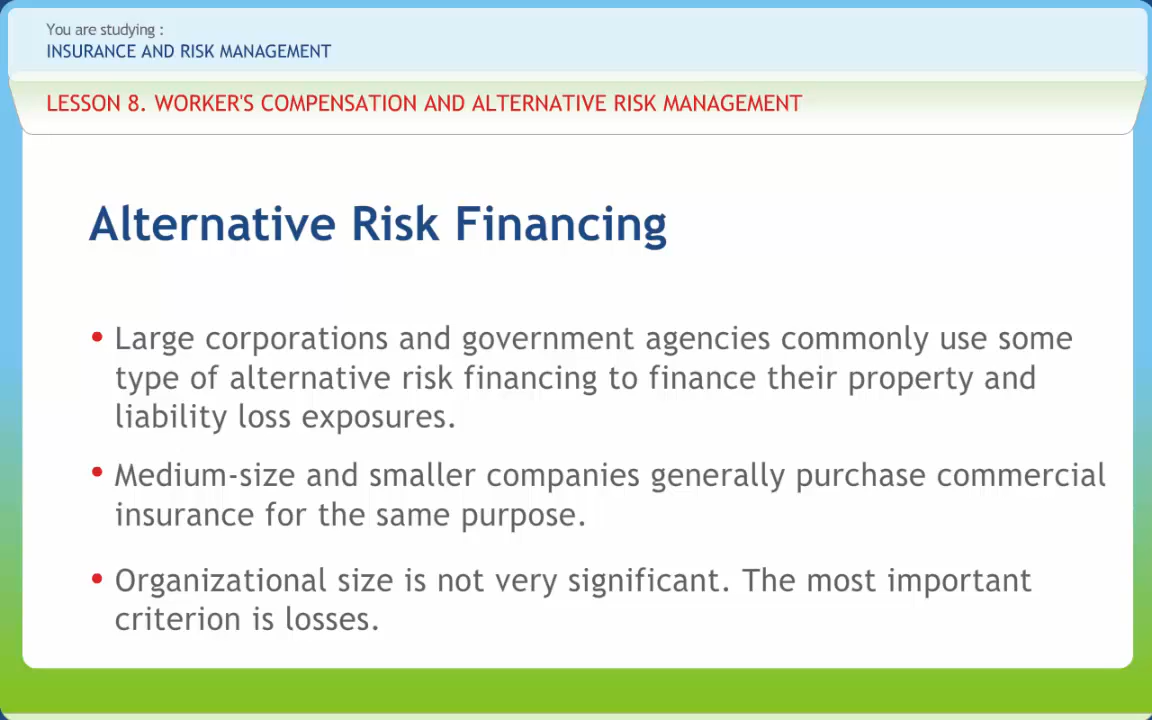 You are studying :
INSURANCE AND RISK MANAGEMENT
LESSON 8. WORKER'S COMPENSATION AND ALTERNATIVE RISK MANAGEMENT
Alternative Risk Financing
• Large corporations and government agencies commonly use some
type of alternative risk financing to finance their property and
liability loss exposures.
• Medium-size and smaller companies generally purchase commercial
insurance for the same purpose.
• Organizational size is not very significant. The most important
criterion is losses.